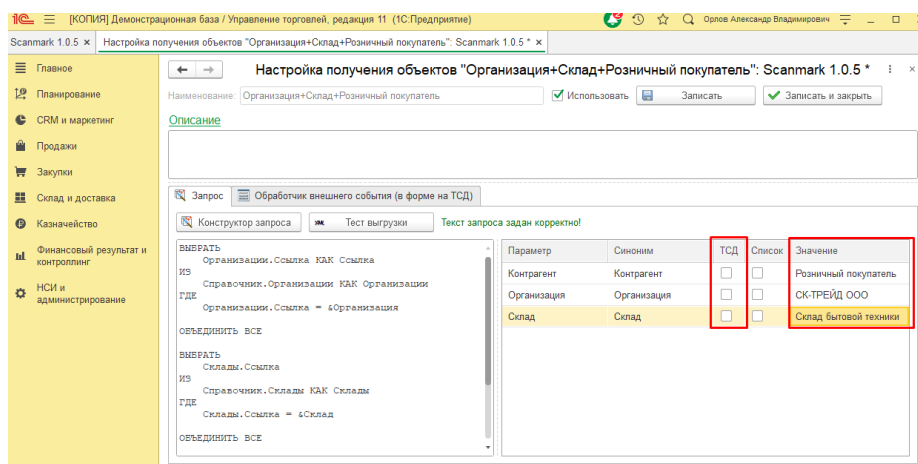 1С [КОПИЯ] Демонстрационная база / Управление торговлей, редакция 11 (1С:Предприятие) Орлов Александр Владимирович
Scanmark 1.0.5 × Настройка получения объектов "Организация+Склад+Розничный покупатель": Scanmark 1.0.5 * ×
Главное
Планирование
CRM и маркетинг
Продажи
Закупки
Склад и доставка
Казначейство
Финансовый результат и
контроллинг
НСИ и
администрирование
Настройка получения объектов "Организация+Склад+Розничный покупатель": Scanmark 1.0.5 *
Наименование: Организация+Склад+Розничный покупатель Использовать Записать Записать и закрыть
Описание
Запрос Обработчик внешнего события (в форме на ТСД)
Конструктор запроса XML Тест выгрузки Текст запроса задан корректно!
ВЫБРАТЬ
Организации.Ссылка КАК Ссылка
ИЗ
Справочник.Организации КАК Организации
ГДЕ
Организации.Ссылка = &Организация
ОБЪЕДИНИТЬ ВСЕ
ВЫБРАТЬ
Склады.Ссылка
ИЗ
Справочник.Склады КАК Склады
ГДЕ
Склады.Ссылка = &Склад
ОБЪЕДИНИТЬ ВСЕ
Параметр Синоним ТСД Список Значение
Контрагент Контрагент Розничный покупатель
Организация Организация СК-ТРЕЙД ООО
Склад Склад Склад бытовой техники